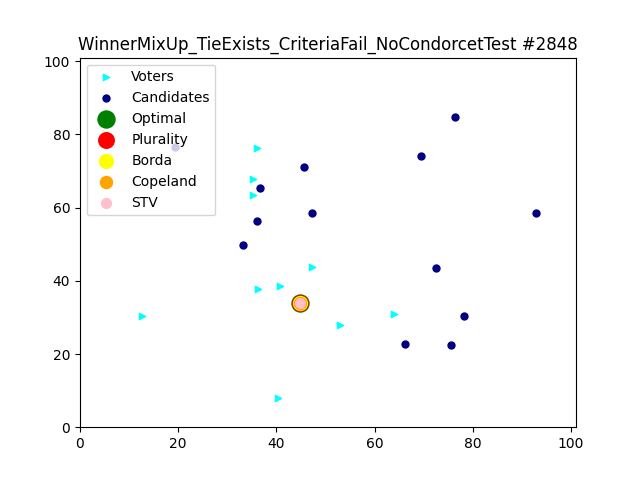 WinnerMixUp_TieExists_CriteriaFail_NoCondorcetTest #2848
100
80
60
40
20
0
Voters
Candidates
Optimal
Plurality
Borda
Copeland
STV
0 20 40 60 80 100